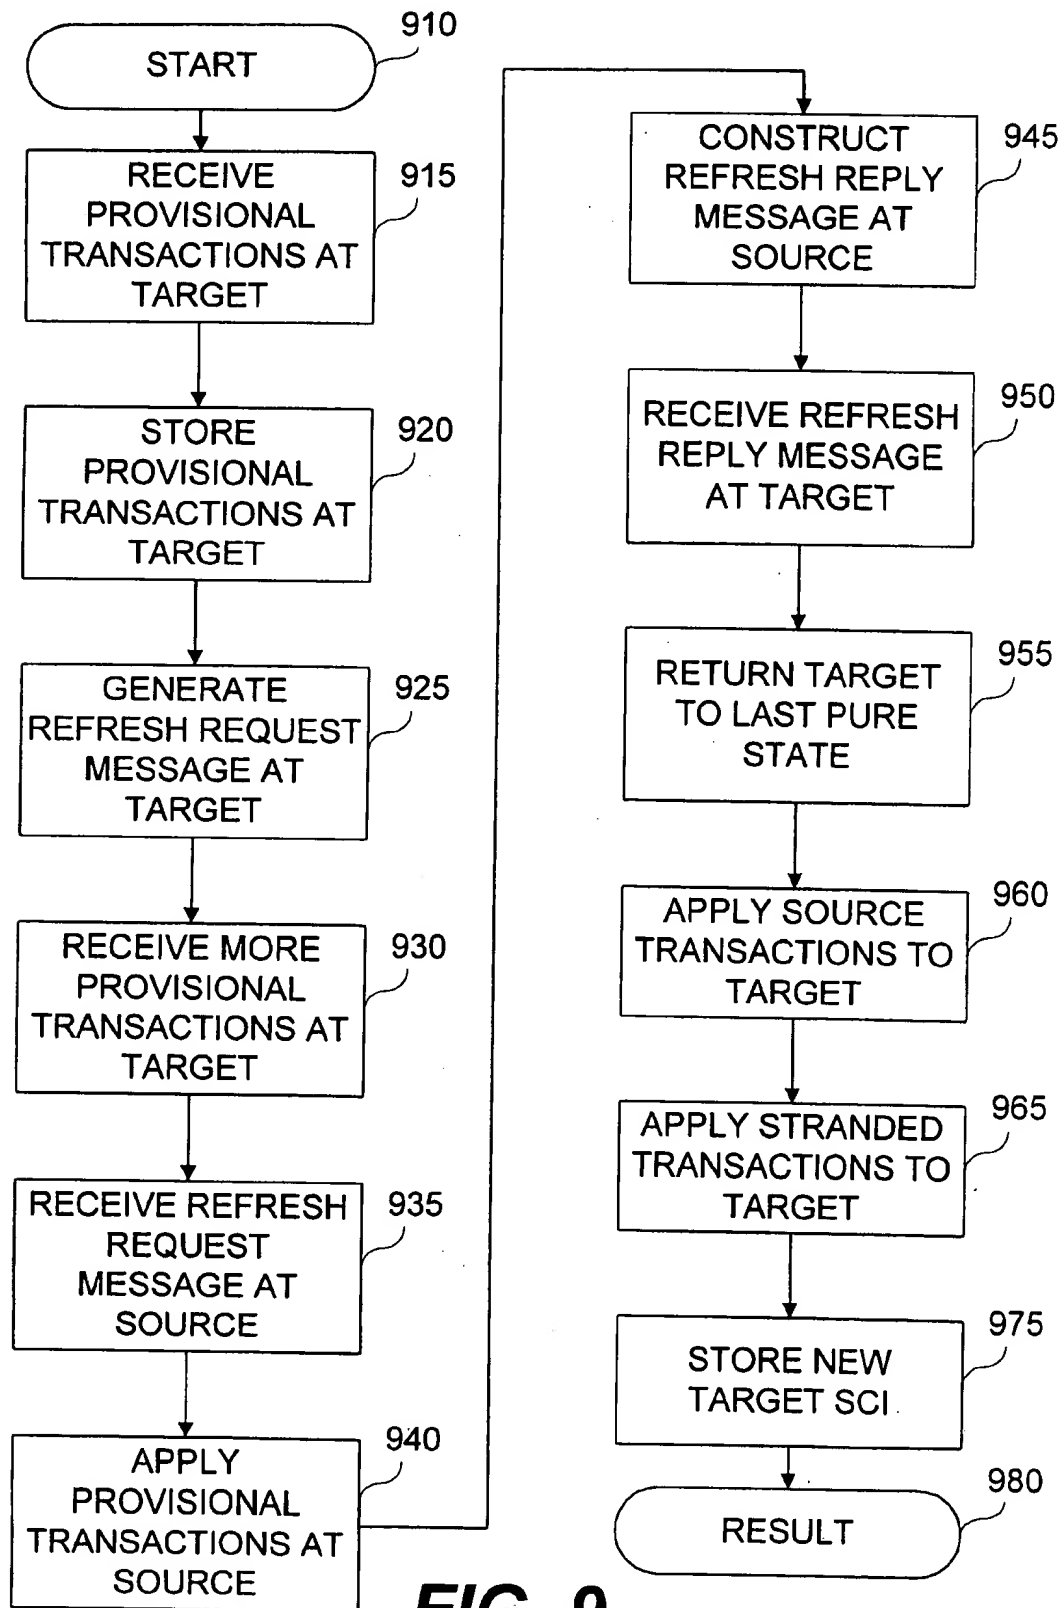 START
910
RECEIVE
PROVISIONAL
TRANSACTIONS AT
TARGET
915
STORE
PROVISIONAL
TRANSACTIONS AT
TARGET
920
GENERATE
REFRESH REQUEST
MESSAGE AT
TARGET
925
RECEIVE MORE
PROVISIONAL
TRANSACTIONS AT
TARGET
930
RECEIVE REFRESH
REQUEST
MESSAGE AT
SOURCE
935
APPLY
PROVISIONAL
TRANSACTIONS AT
SOURCE
940
CONSTRUCT
REFRESH REPLY
MESSAGE AT
SOURCE
945
RECEIVE REFRESH
REPLY MESSAGE
AT TARGET
950
RETURN TARGET
TO LAST PURE
STATE
955
APPLY SOURCE
TRANSACTIONS TO
TARGET
960
APPLY STRANDED
TRANSACTIONS TO
TARGET
965
STORE NEW
TARGET SCI
975
RESULT
980
FIG. 9